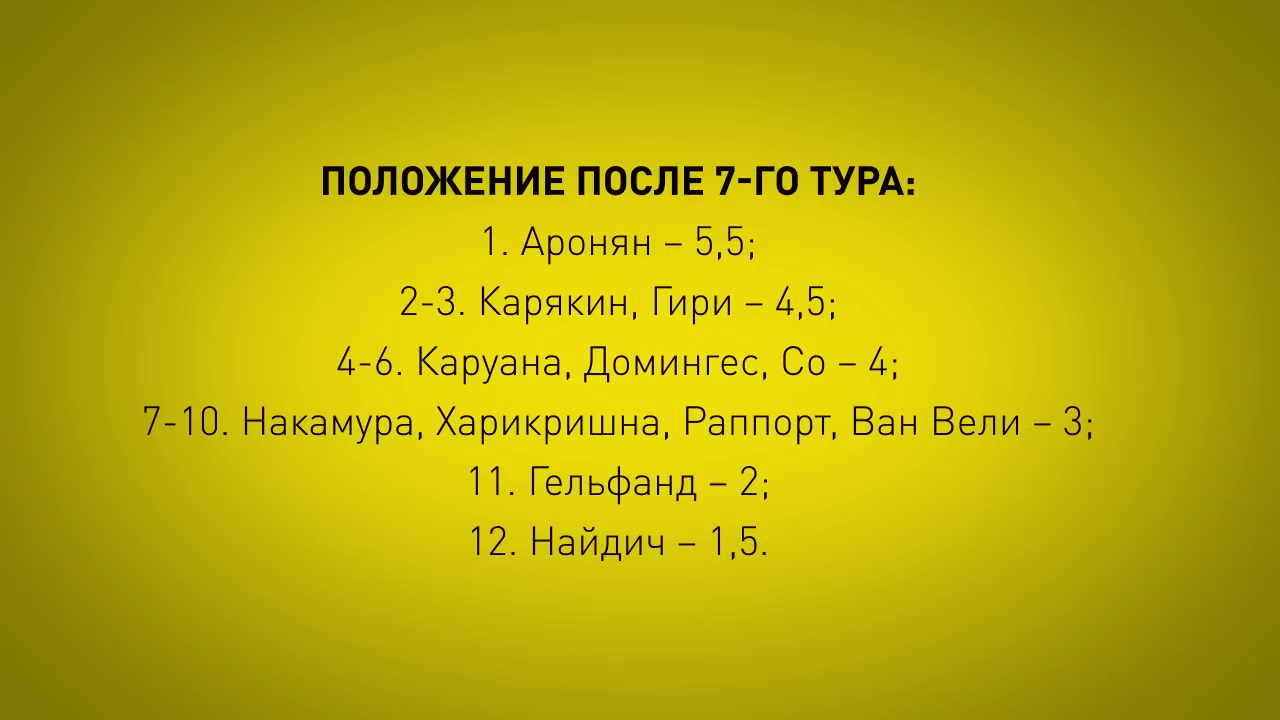 ПОЛОЖЕНИЕ ПОСЛЕ 7-ГО ТУРА:
1. Аронян – 5,5;
2-3. Карякин, Гири – 4,5;
4-6. Каруана, Домингес, Со – 4;
7-10. Накамура, Харикришна, Раппорт, Ван Вели – 3;
11. Гельфанд – 2;
12. Найдич – 1,5.